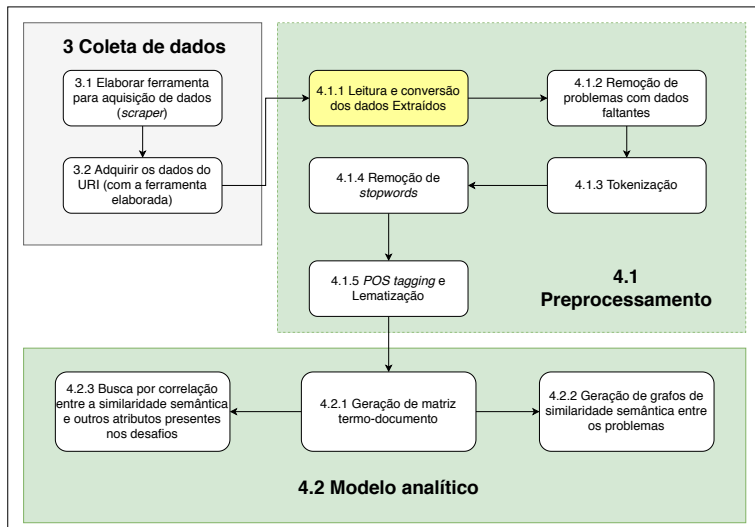 3 Coleta de dados
3.1 Elaborar ferramenta
para aquisição de dados
(scraper)
3.2 Adquirir os dados do
URI (com a ferramenta
elaborada)
4.1.1 Leitura e conversão
dos dados Extraídos
4.1.2 Remoção de
problemas com dados
faltantes
4.1.3 Tokenização
4.1.4 Remoção de
stopwords
4.1.5 POS tagging e
Lematização
4.1
Preprocessamento
4.2.3 Busca por correlação
entre a similaridade semântica
e outros atributos presentes
nos desafios
4.2.1 Geração de matriz
termo-documento
4.2.2 Geração de grafos
de similaridade semântica entre
os problemas
4.2 Modelo analítico